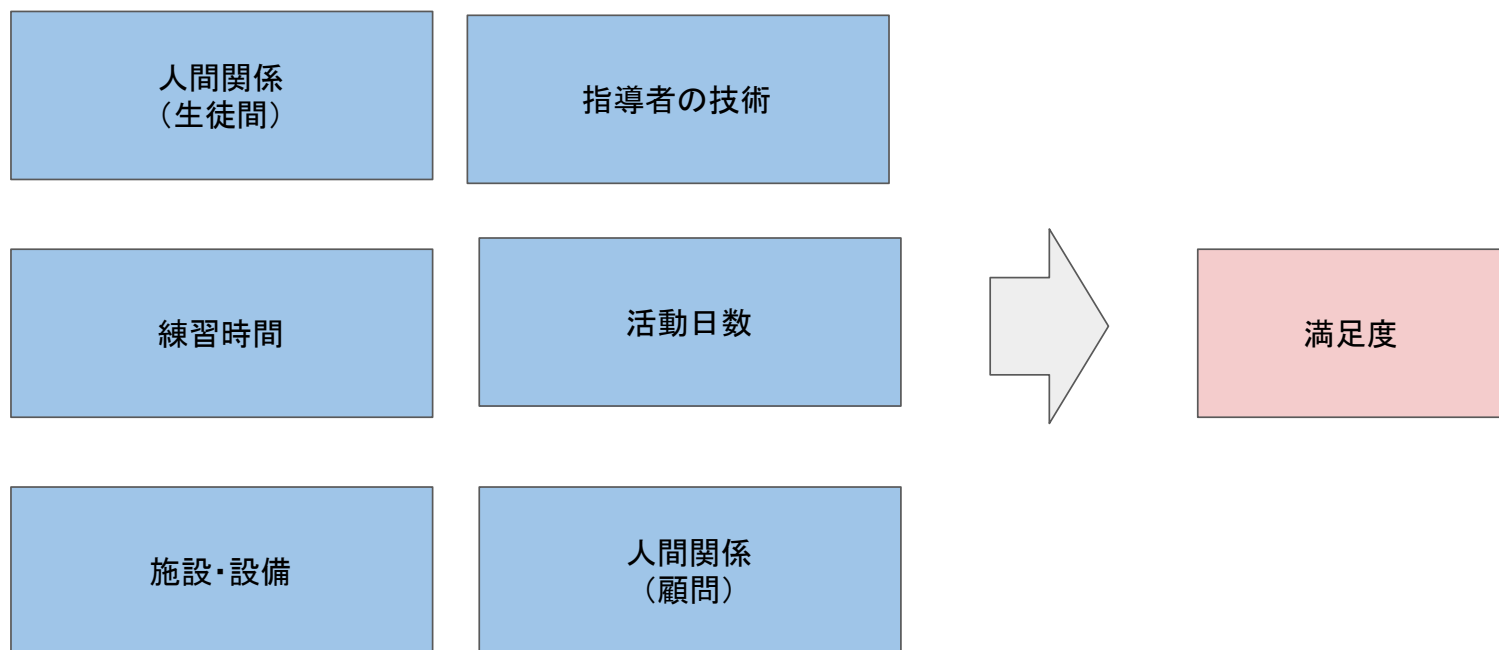 人間関係
（生徒間）
指導者の技術
練習時間
活動日数
満足度
施設・設備
人間関係
（顧問）